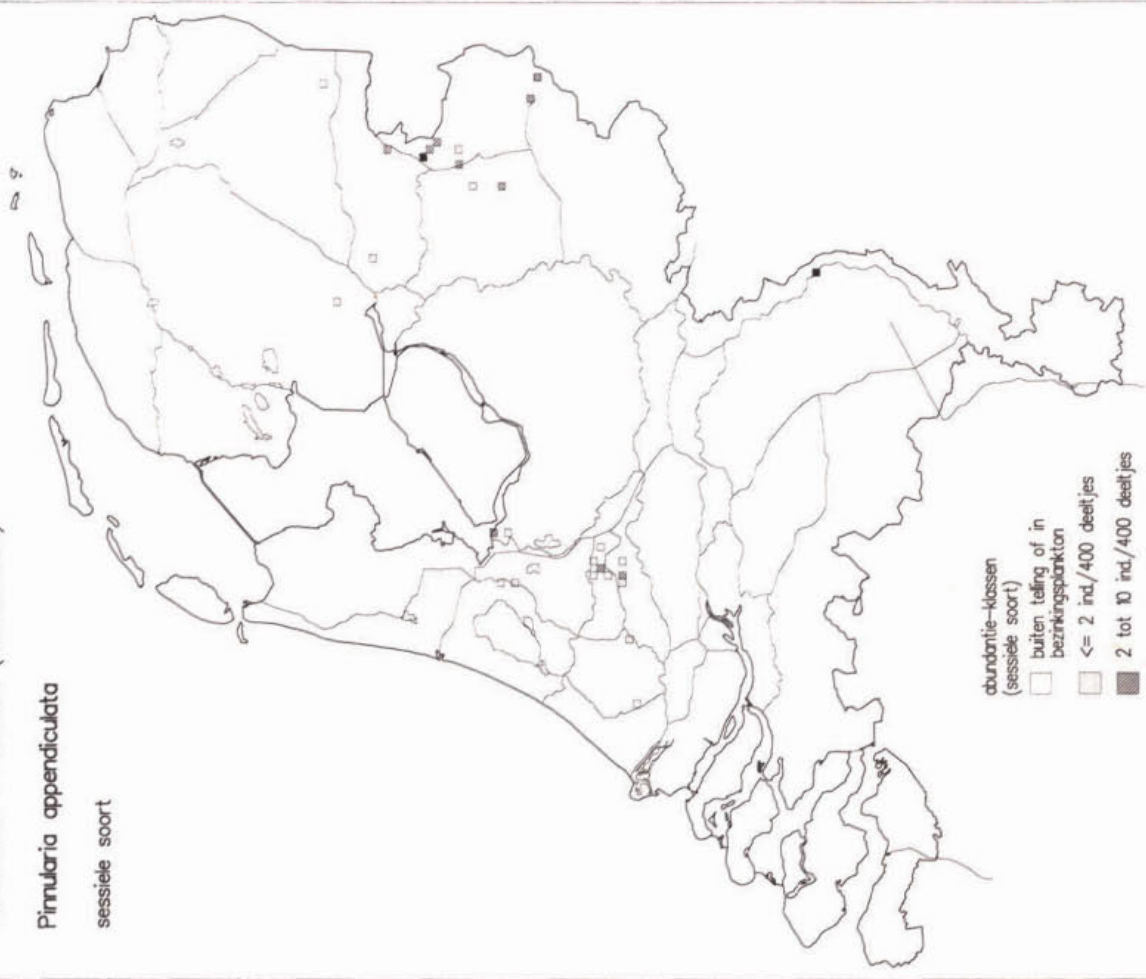 Pinnularia appendiculata
sessiele soort
abundantie-klassen
(sessiele soort)
buiten telling of in
bezinkingsplankton
<= 2 ind./400 deeltjes
2 tot 10 ind./400 deeltjes